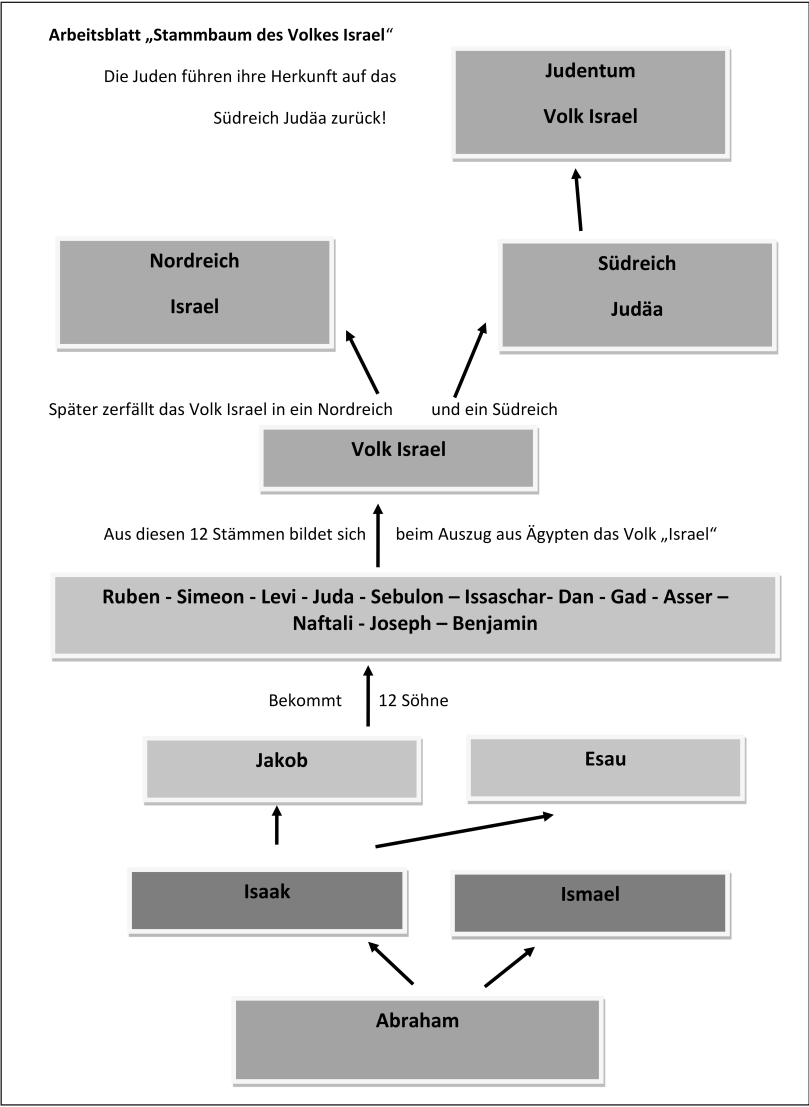 Arbeitsblatt „Stammbaum des Volkes Israel“
Die Juden führen ihre Herkunft auf das
Südreich Judäa zurück!
Judentum
Volk Israel
Nordreich
Israel
Südreich
Judäa
Später zerfällt das Volk Israel in ein Nordreich und ein Südreich
Volk Israel
Aus diesen 12 Stämmen bildet sich beim Auszug aus Ägypten das Volk „Israel“
Ruben - Simeon - Levi - Juda - Sebulon – Issaschar- Dan - Gad - Asser –
Naftali - Joseph – Benjamin
Bekommt 12 Söhne
Jakob
Esau
Isaak
Ismael
Abraham